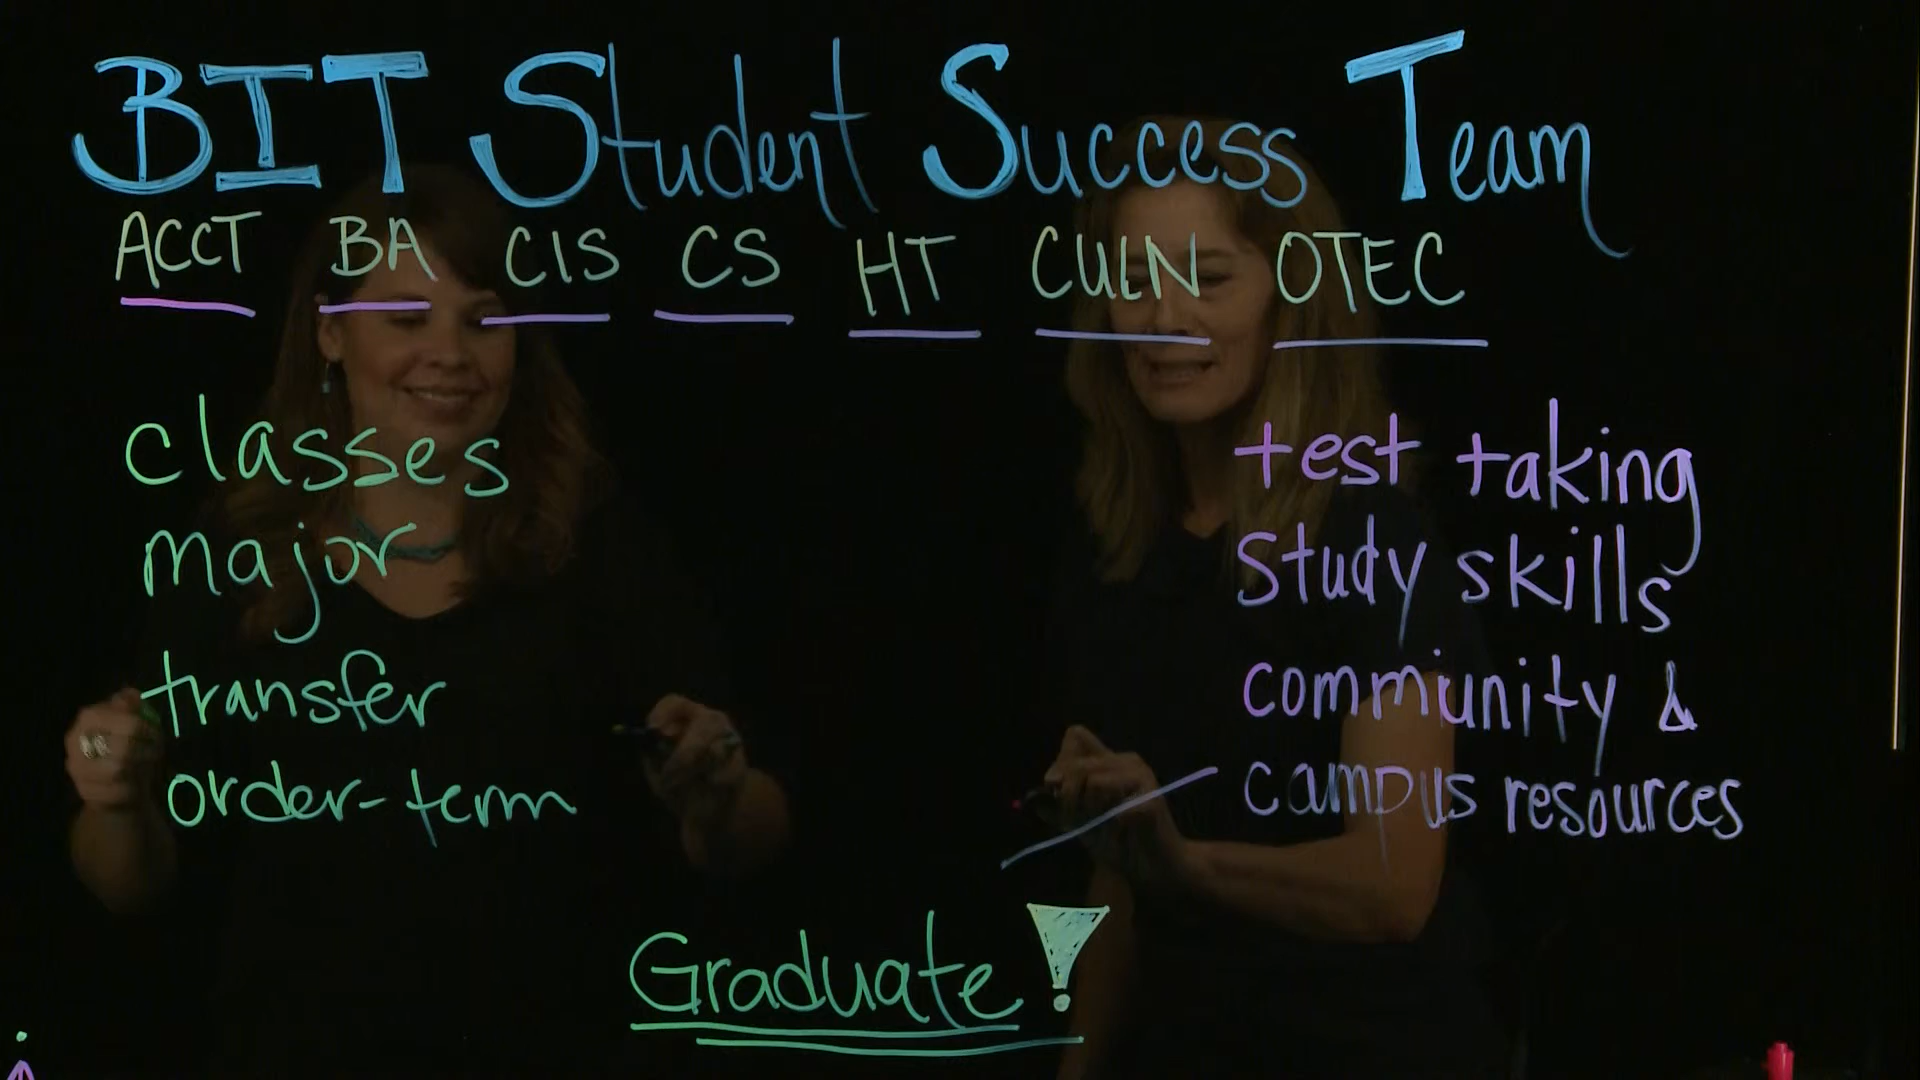 BIT Student Success Team
ACCT BA CIS CS HT CULN OTEC
classes
major
transfer
order-term
test taking
Study skills
community &
campus resources
Graduate!